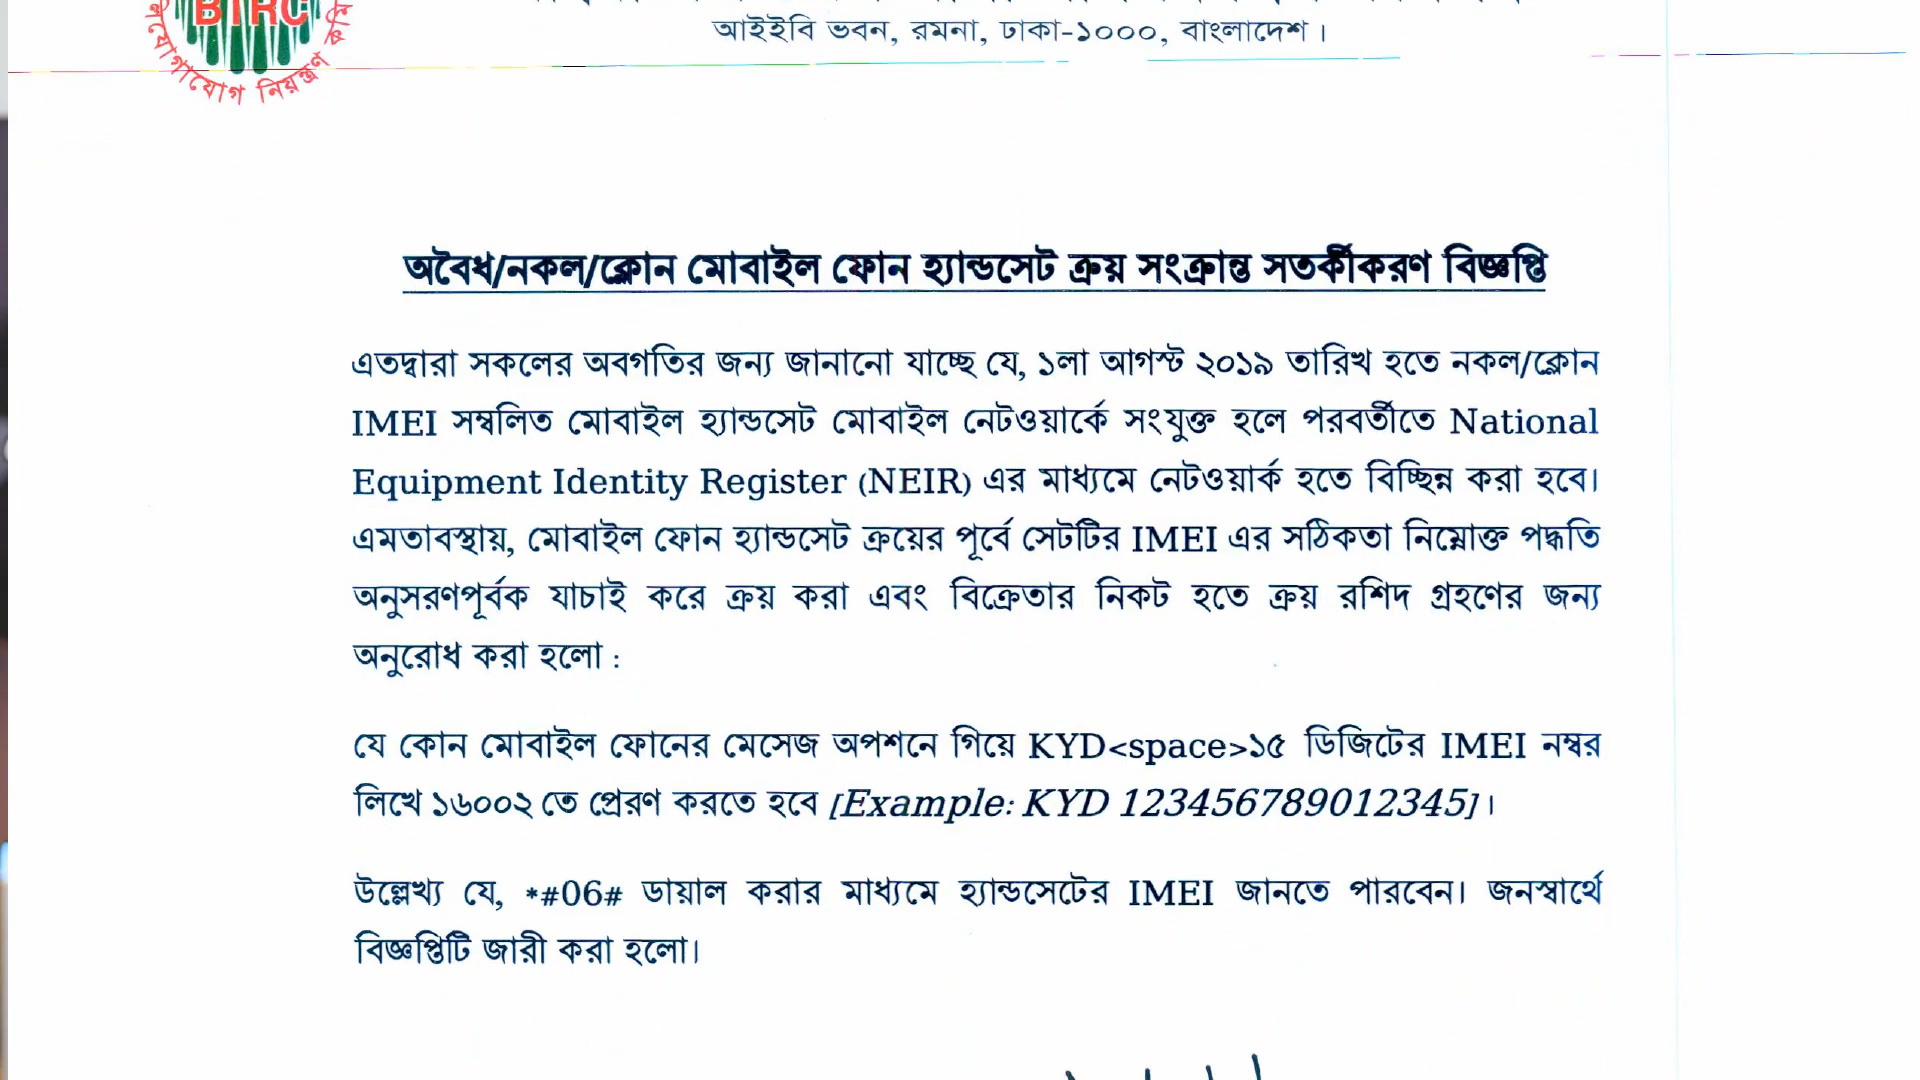 BTRC
যোগাযোগ নিয়ন্ত্রণ
আইইবি ভবন, রমনা, ঢাকা-১০০০, বাংলাদেশ।
অবৈধ/নকল/ক্লোন মোবাইল ফোন হ্যান্ডসেট ক্রয় সংক্রান্ত সতর্কীকরণ বিজ্ঞপ্তি
এতদ্বারা সকলের অবগতির জন্য জানানো যাচ্ছে যে, ১লা আগস্ট ২০১৯ তারিখ হতে নকল/ক্লোন
IMEI সম্বলিত মোবাইল হ্যান্ডসেট মোবাইল নেটওয়ার্কে সংযুক্ত হলে পরবর্তীতে National
Equipment Identity Register (NEIR) এর মাধ্যমে নেটওয়ার্ক হতে বিচ্ছিন্ন করা হবে।
এমতাবস্থায়, মোবাইল ফোন হ্যান্ডসেট ক্রয়ের পূর্বে সেটটির IMEI এর সঠিকতা নিম্নোক্ত পদ্ধতি
অনুসরণপূর্বক যাচাই করে ক্রয় করা এবং বিক্রেতার নিকট হতে ক্রয় রশিদ গ্রহণের জন্য
অনুরোধ করা হলো :
যে কোন মোবাইল ফোনের মেসেজ অপশনে গিয়ে KYD<space>১৫ ডিজিটের IMEI নম্বর
লিখে ১৬০০২ তে প্রেরণ করতে হবে [Example: KYD 123456789012345]।
উল্লেখ্য যে, *#06# ডায়াল করার মাধ্যমে হ্যান্ডসেটের IMEI জানতে পারবেন। জনস্বার্থে
বিজ্ঞপ্তিটি জারী করা হলো।